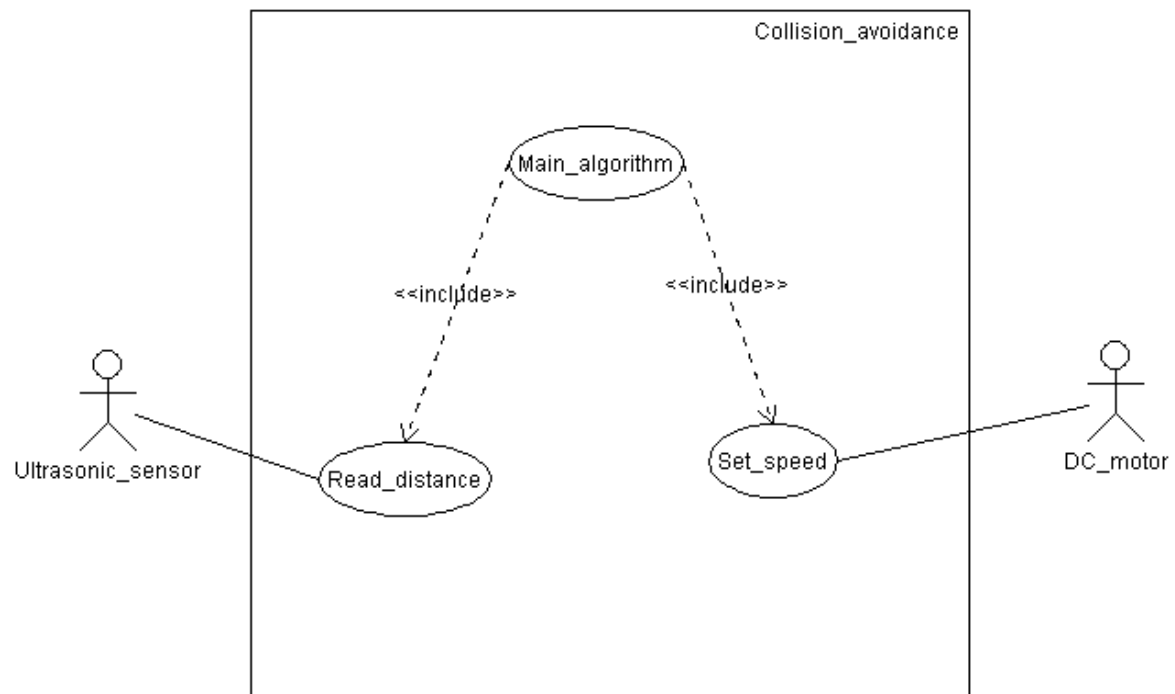 Collision_avoidance
Main_algorithm
<<include>>
<<include>>
Ultrasonic_sensor
Read_distance
Set_speed
DC_motor